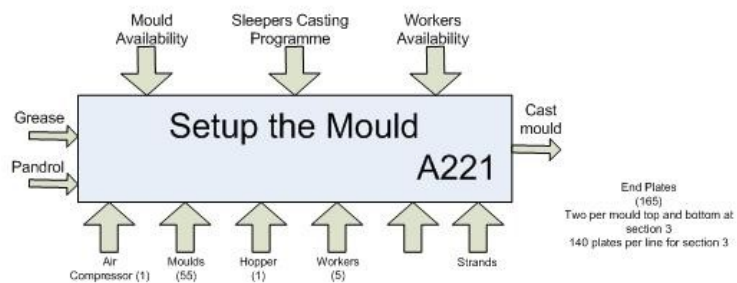 Mould
Availability
Sleepers Casting
Programme
Workers
Availability
Grease
Pandrol
Setup the Mould
A221
Cast
mould
End Plates
(165)
Two per mould top and bottom at
section 3
140 plates per line for section 3
Air
Compressor (1)
Moulds
(55)
Hopper
(1)
Workers
(5)
Strands